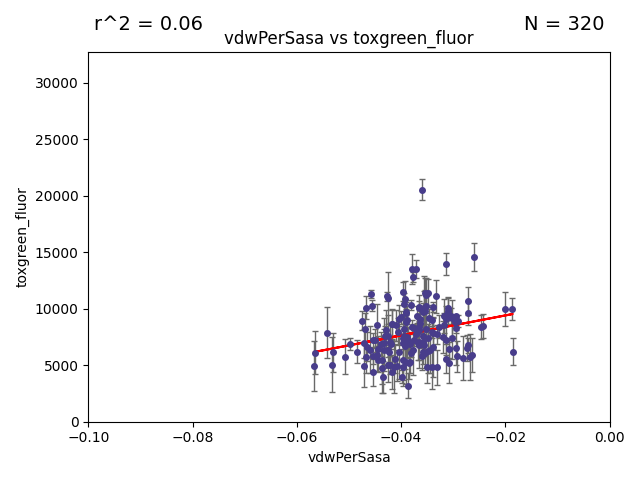 r^2 = 0.06
N = 320
vdwPerSasa vs toxgreen_fluor
30000
25000
20000
15000
10000
5000
0
toxgreen_fluor
−0.10
−0.08
−0.06
−0.04
−0.02
0.00
vdwPerSasa